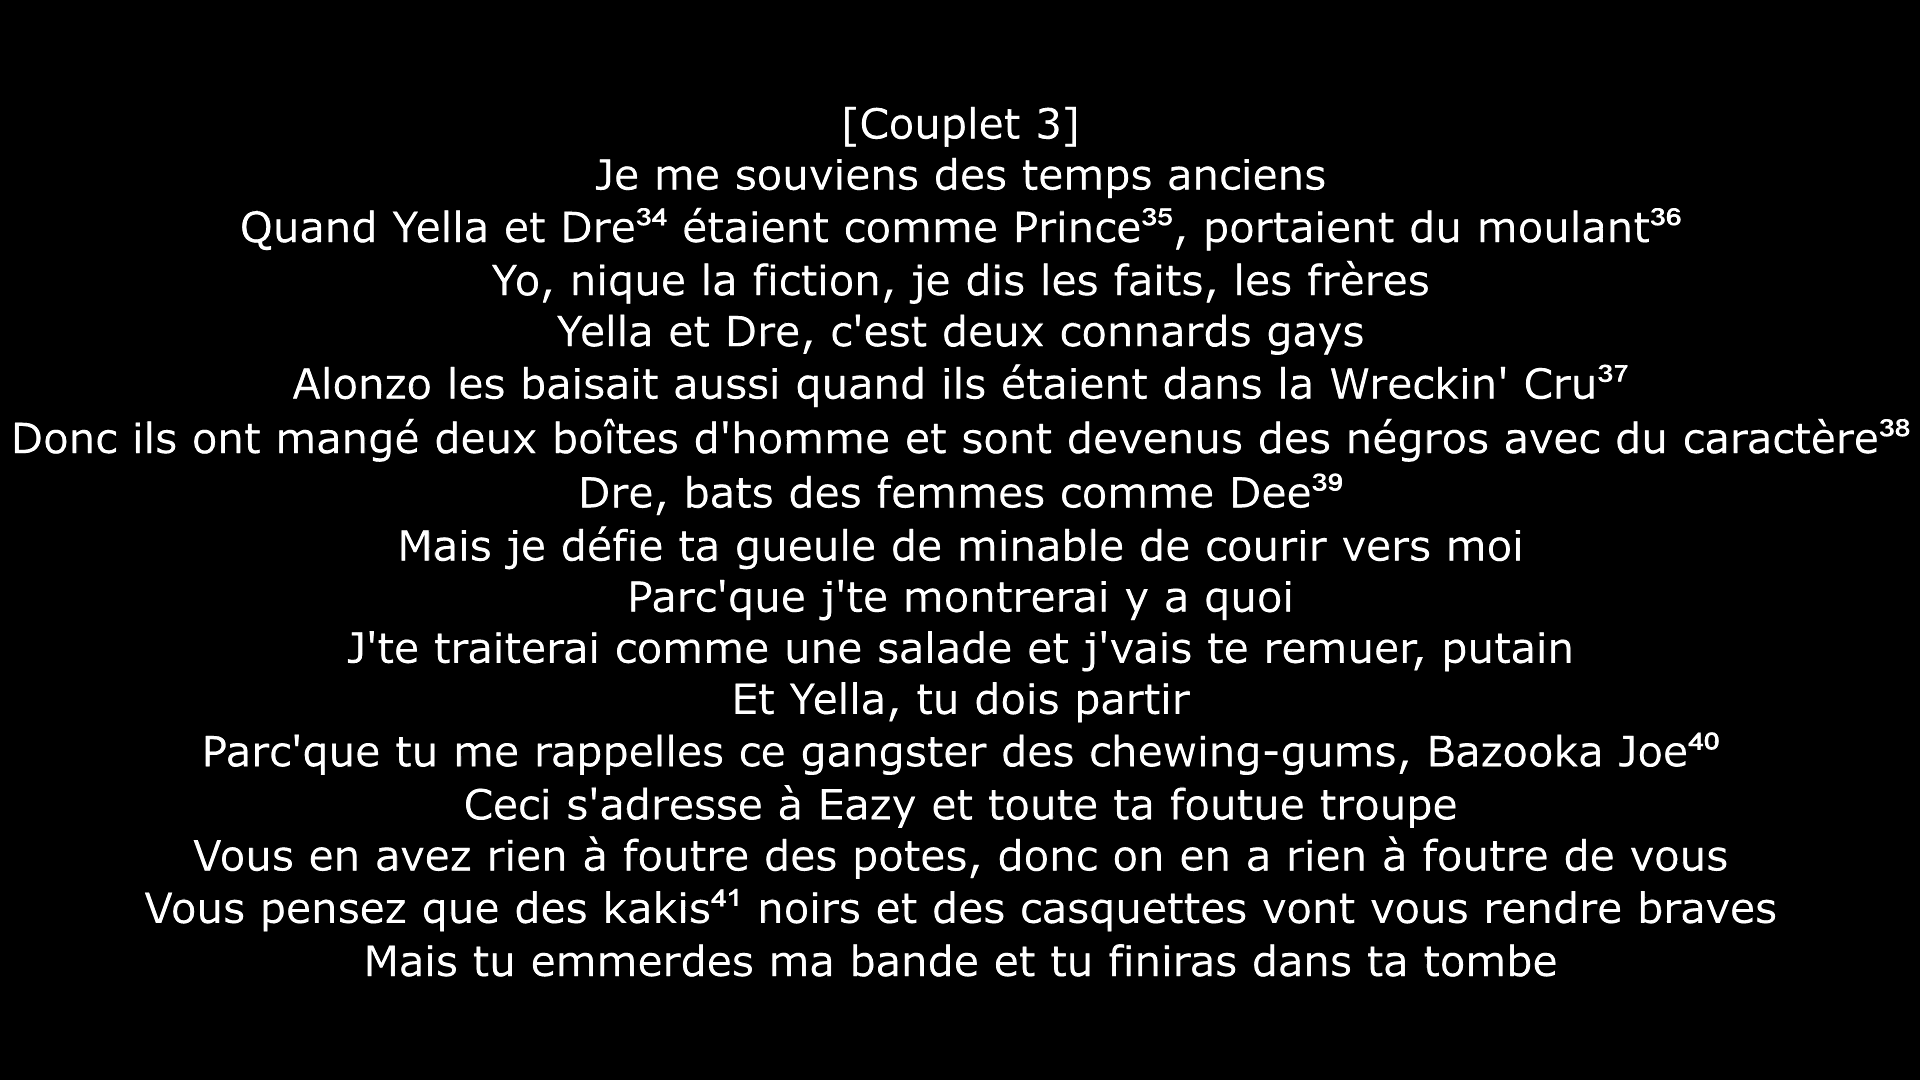 [Couplet 3]
Je me souviens des temps anciens
Quand Yella et Dre³⁴ étaient comme Prince³⁵, portaient du moulant³⁶
Yo, nique la fiction, je dis les faits, les frères
Yella et Dre, c'est deux connards gays
Alonzo les baisait aussi quand ils étaient dans la Wreckin' Cru³⁷
Donc ils ont mangé deux boîtes d'homme et sont devenus des négros avec du caractère³⁸
Dre, bats des femmes comme Dee³⁹
Mais je défie ta gueule de minable de courir vers moi
Parc'que j'te montrerai y a quoi
J'te traiterai comme une salade et j'vais te remuer, putain
Et Yella, tu dois partir
Parc'que tu me rappelles ce gangster des chewing-gums, Bazooka Joe⁴⁰
Ceci s'adresse à Eazy et toute ta foutue troupe
Vous en avez rien à foutre des potes, donc on en a rien à foutre de vous
Vous pensez que des kakis⁴¹ noirs et des casquettes vont vous rendre braves
Mais tu emmerdes ma bande et tu finiras dans ta tombe